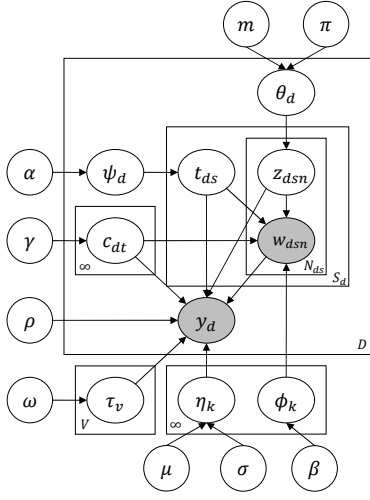 m π
θ_d
α ψ_d t_ds z_dsn
γ c_dt w_dsn
∞ N_ds
S_d
ρ y_d
D
ω τ_v η_k ϕ_k
V ∞
μ σ β